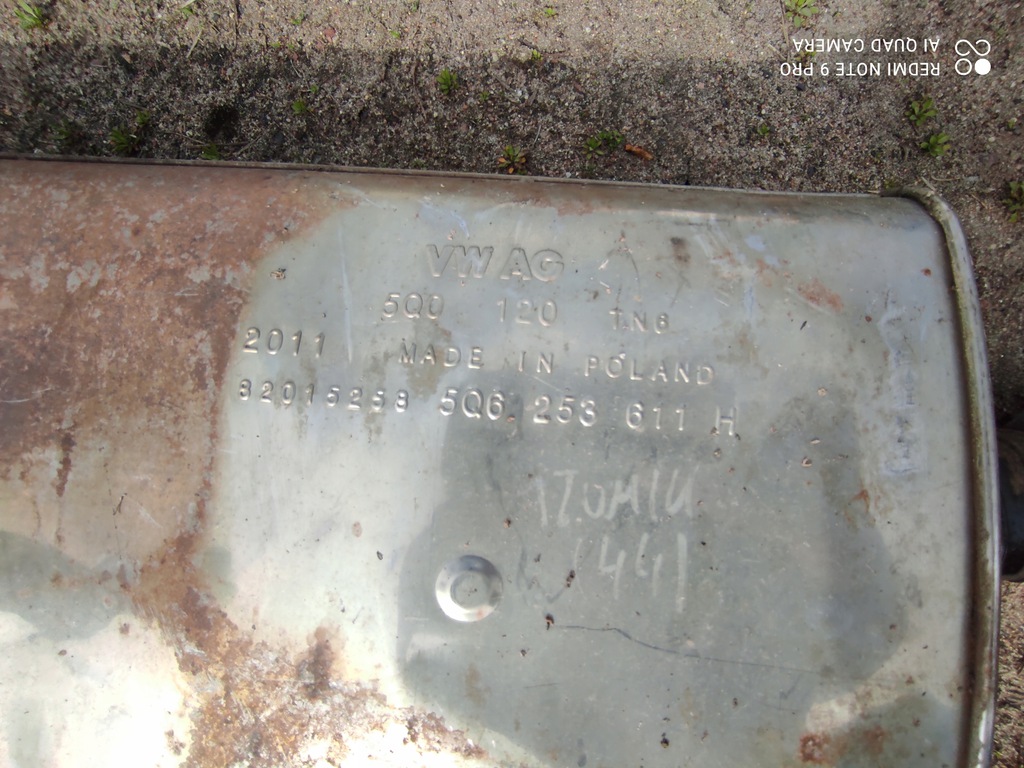 VW AG
5Q0 120 TN6
2011 MADE IN POLAND
82015258 5Q6 253 611 H
1441
REDMI NOTE 9 PRO
AI QUAD CAMERA